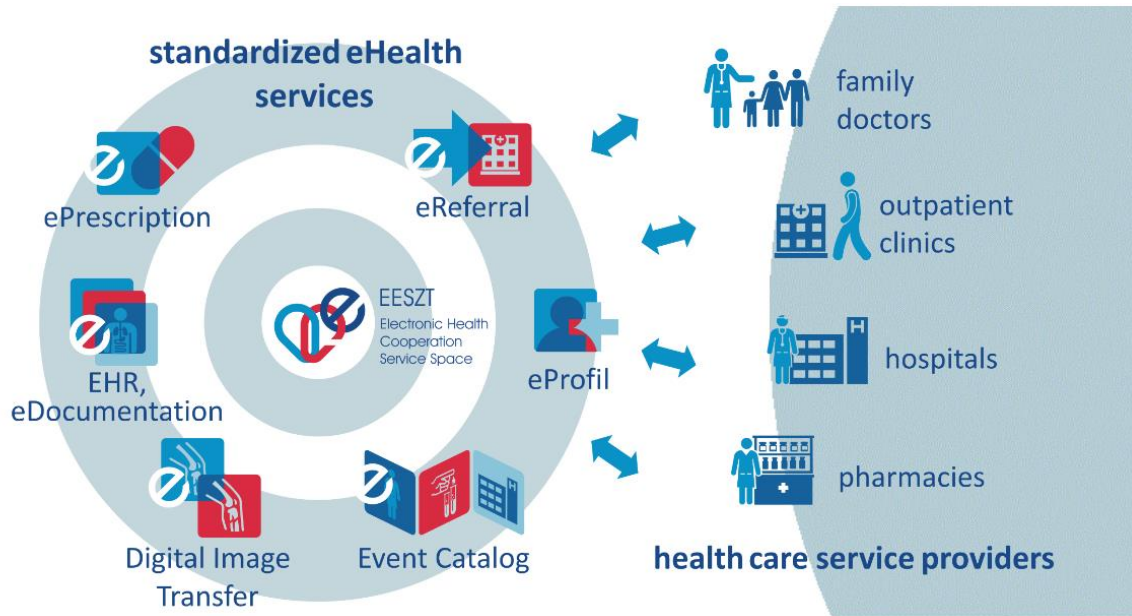 standardized eHealth
services
ePrescription
eReferral
EESZT
Electronic Health
Cooperation
Service Space
EHR,
eDocumentation
eProfil
Digital Image
Transfer
Event Catalog
family
doctors
outpatient
clinics
H
hospitals
pharmacies
health care service providers